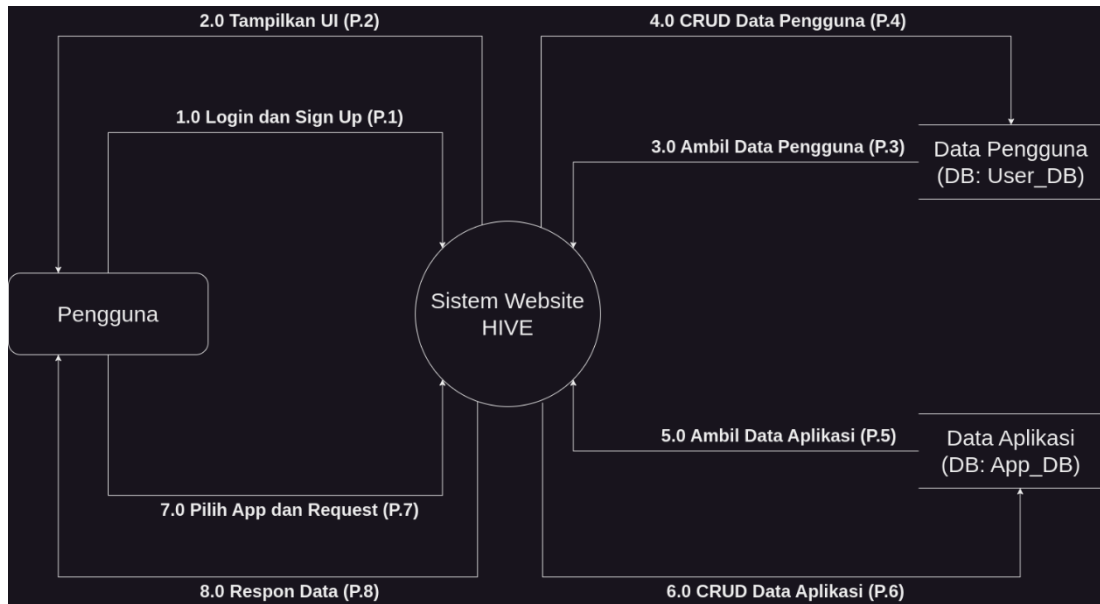 2.0 Tampilkan UI (P.2)
4.0 CRUD Data Pengguna (P.4)
1.0 Login dan Sign Up (P.1)
3.0 Ambil Data Pengguna (P.3)
Data Pengguna
(DB: User_DB)
Pengguna
Sistem Website
HIVE
5.0 Ambil Data Aplikasi (P.5)
Data Aplikasi
(DB: App_DB)
7.0 Pilih App dan Request (P.7)
8.0 Respon Data (P.8)
6.0 CRUD Data Aplikasi (P.6)